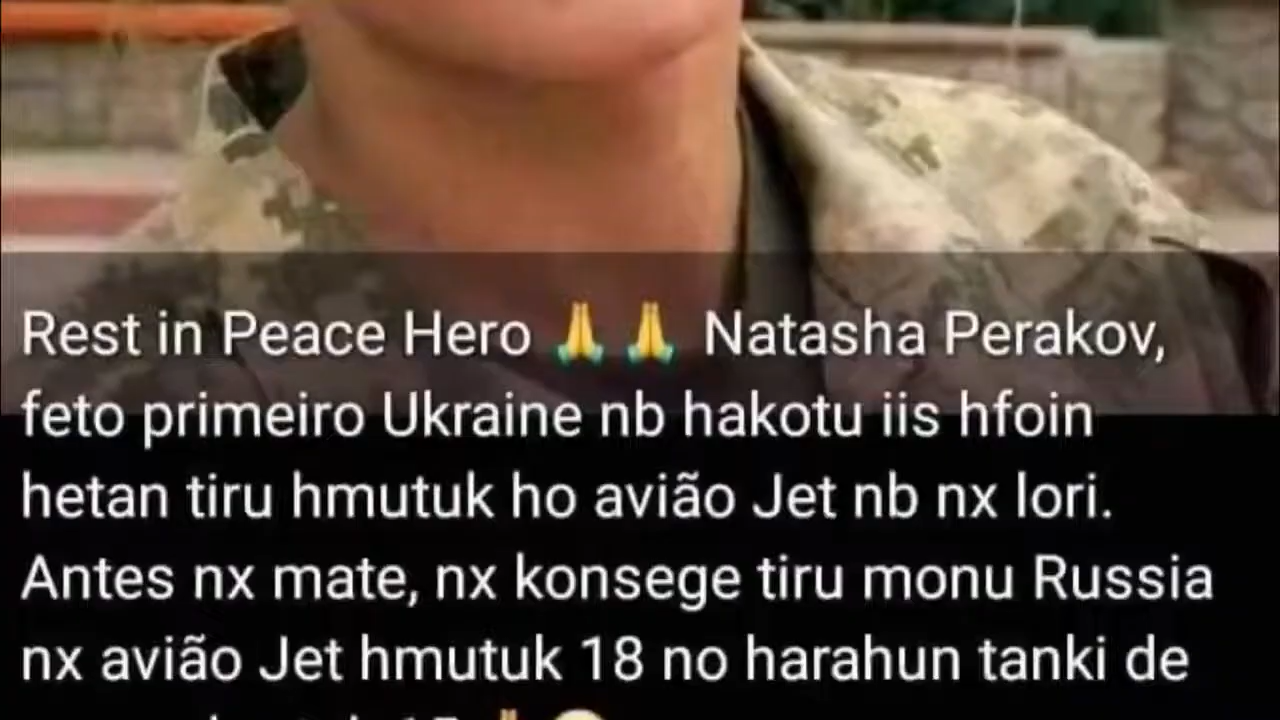 Rest in Peace Hero 🙏🙏 Natasha Perakov,
feto primeiro Ukraine nb hakotu iis hfoin
hetan tiru hmutuk ho avião Jet nb nx lori.
Antes nx mate, nx konsege tiru monu Russia
nx avião Jet hmutuk 18 no harahun tanki de